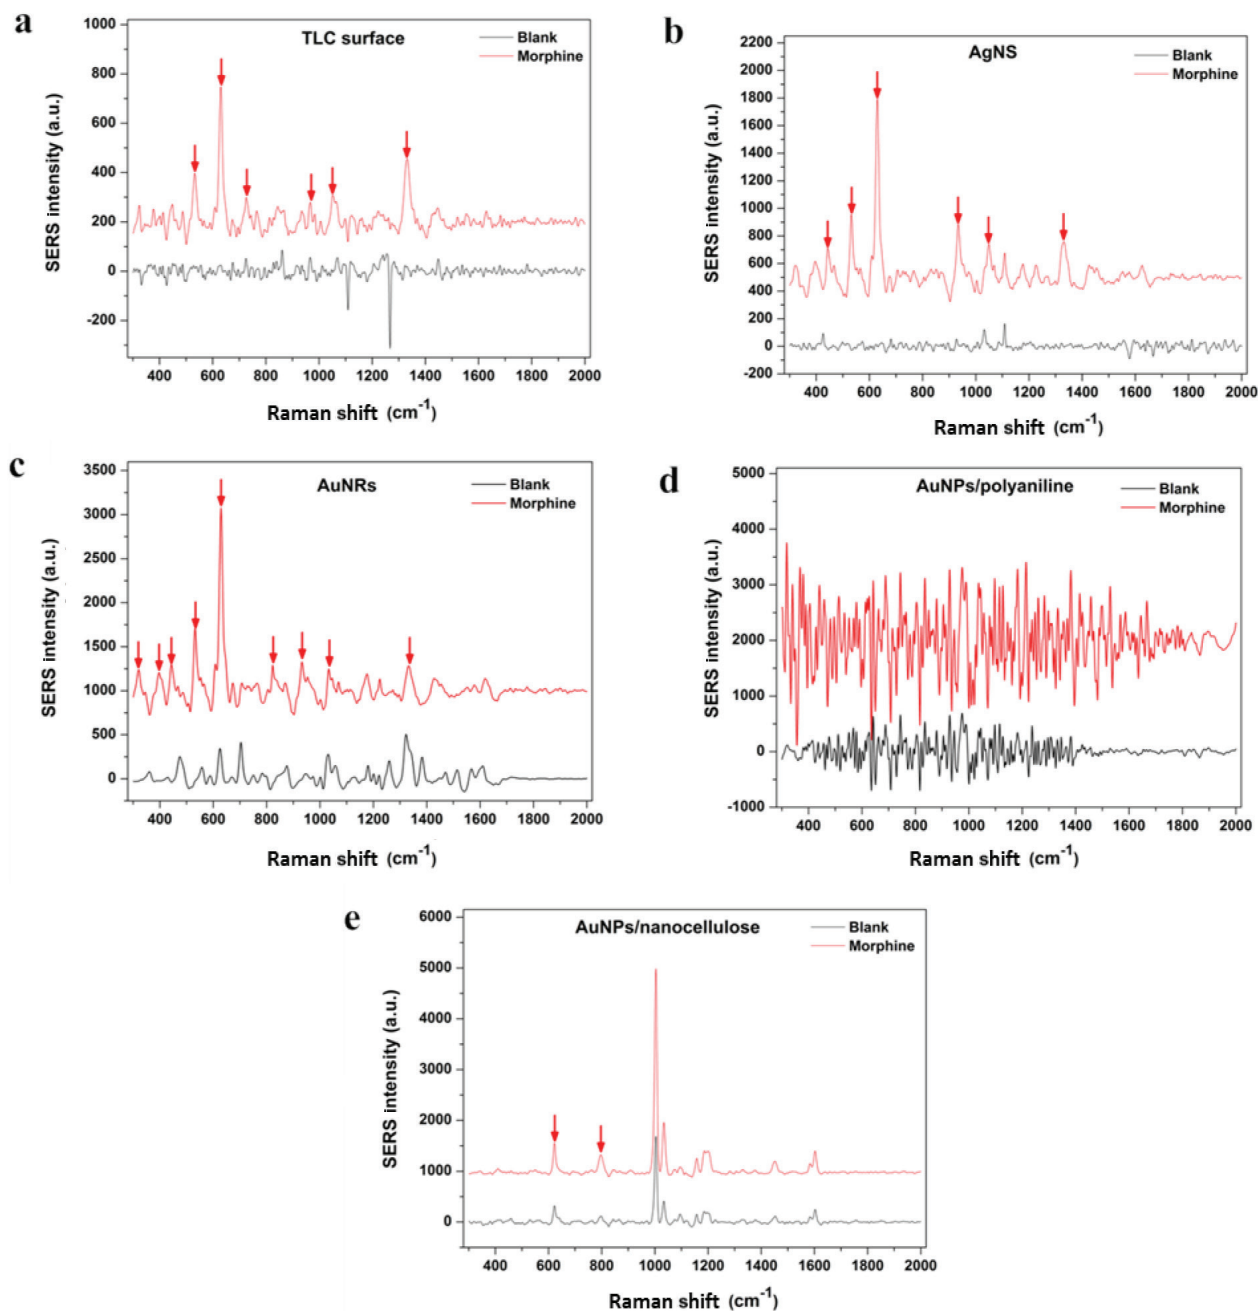 a
TLC surface
Blank
Morphine
1000
800
600
400
200
0
-200
400 600 800 1000 1200 1400 1600 1800 2000
SERS intensity (a.u.)
Raman shift (cm⁻¹)
b
AgNS
Blank
Morphine
2200
2000
1800
1600
1400
1200
1000
800
600
400
200
0
-200
400 600 800 1000 1200 1400 1600 1800 2000
SERS intensity (a.u.)
Raman shift (cm⁻¹)
c
AuNRs
Blank
Morphine
3500
3000
2500
2000
1500
1000
500
0
400 600 800 1000 1200 1400 1600 1800 2000
SERS intensity (a.u.)
Raman shift (cm⁻¹)
d
AuNPs/polyaniline
Blank
Morphine
5000
4000
3000
2000
1000
0
-1000
400 600 800 1000 1200 1400 1600 1800 2000
SERS intensity (a.u.)
Raman shift (cm⁻¹)
e
AuNPs/nanocellulose
Blank
Morphine
6000
5000
4000
3000
2000
1000
0
400 600 800 1000 1200 1400 1600 1800 2000
SERS intensity (a.u.)
Raman shift (cm⁻¹)